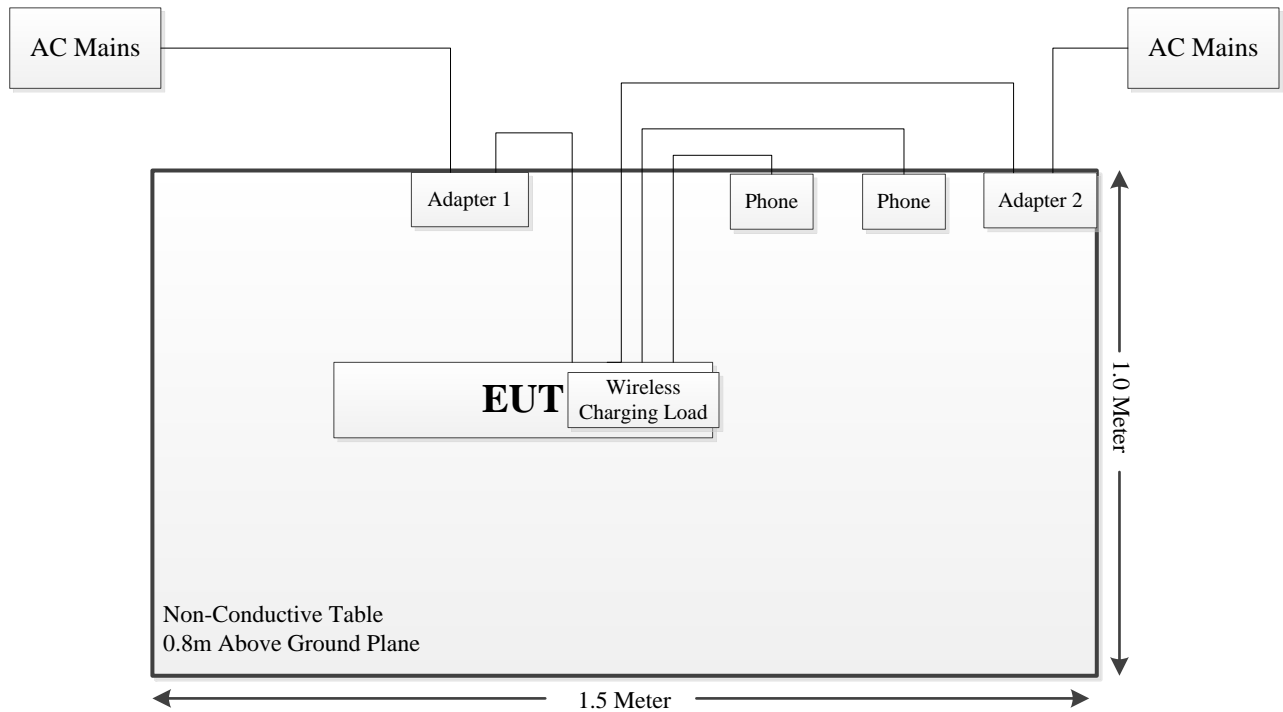 AC Mains
AC Mains
Adapter 1
Phone
Phone
Adapter 2
EUT
Wireless
Charging Load
1.0 Meter
Non-Conductive Table
0.8m Above Ground Plane
1.5 Meter